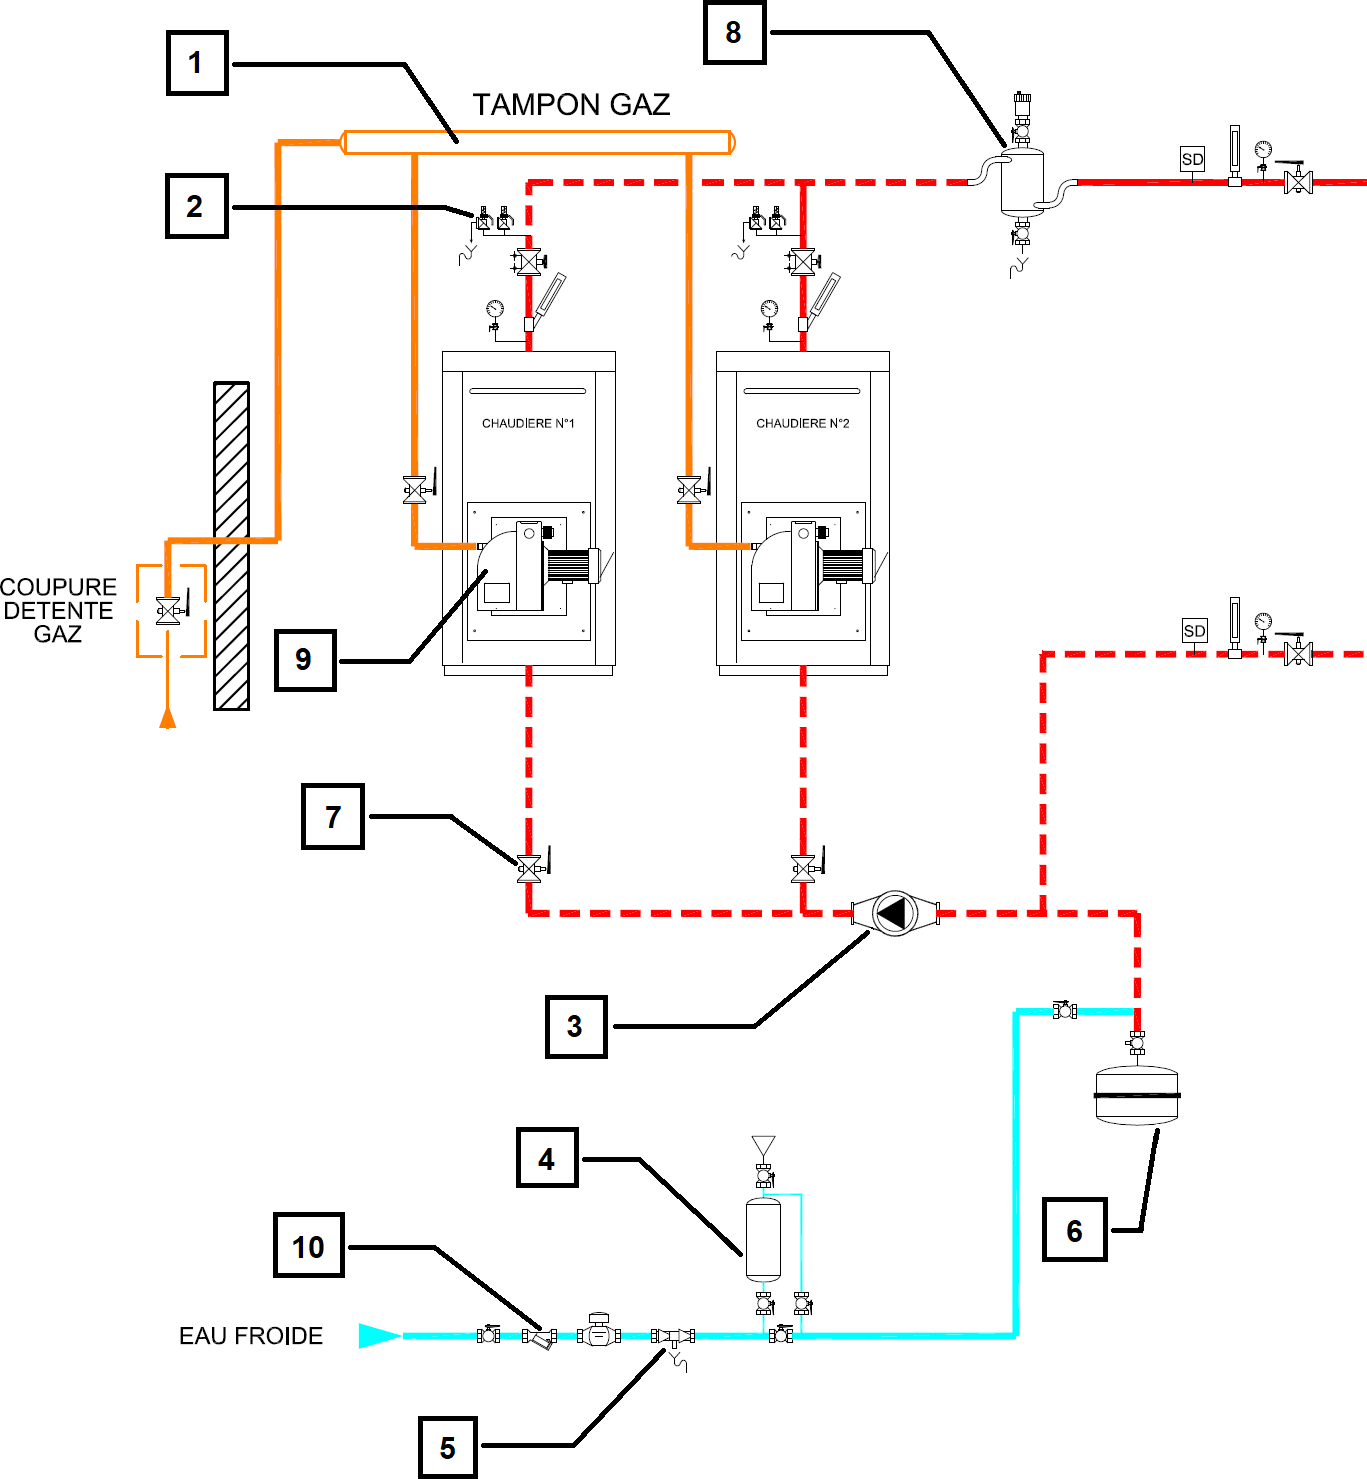 8
1
TAMPON GAZ
SD
2
CHAUDIERE N°1
CHAUDIERE N°2
COUPURE
DETENTE
GAZ
SD
9
7
3
4
6
10
EAU FROIDE
5